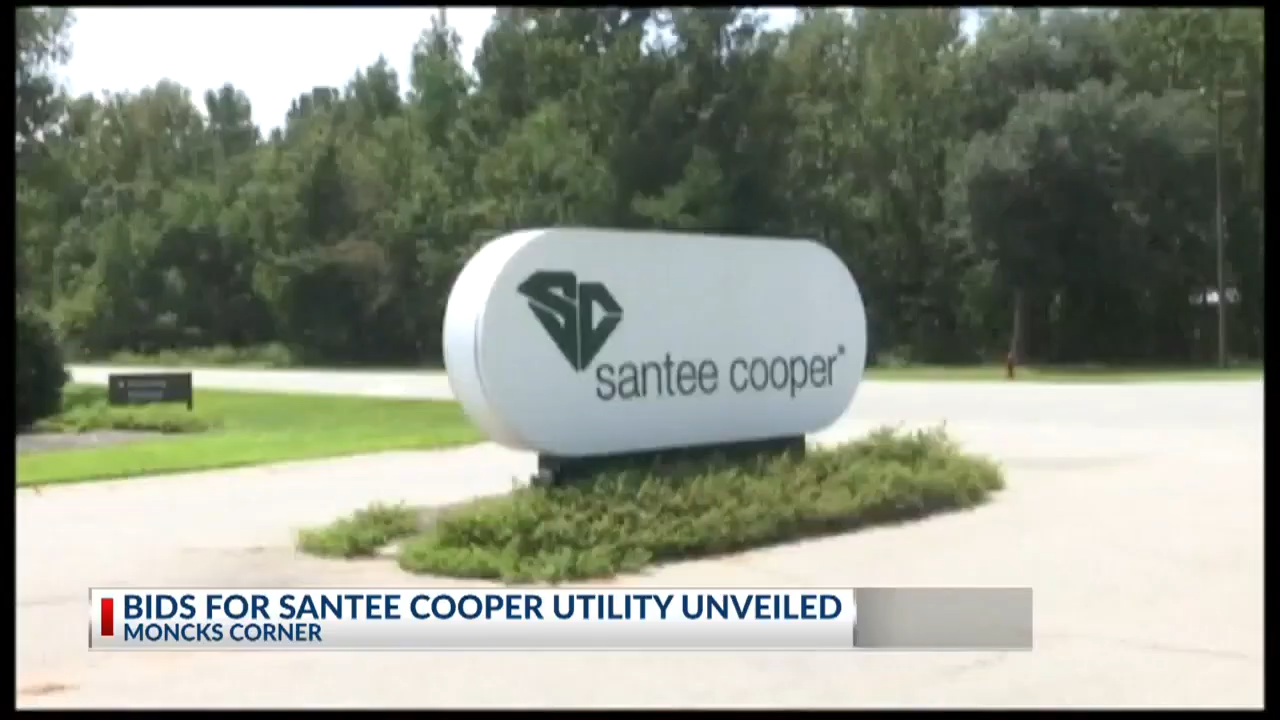 SC
santee cooper®
BIDS FOR SANTEE COOPER UTILITY UNVEILED
MONCKS CORNER